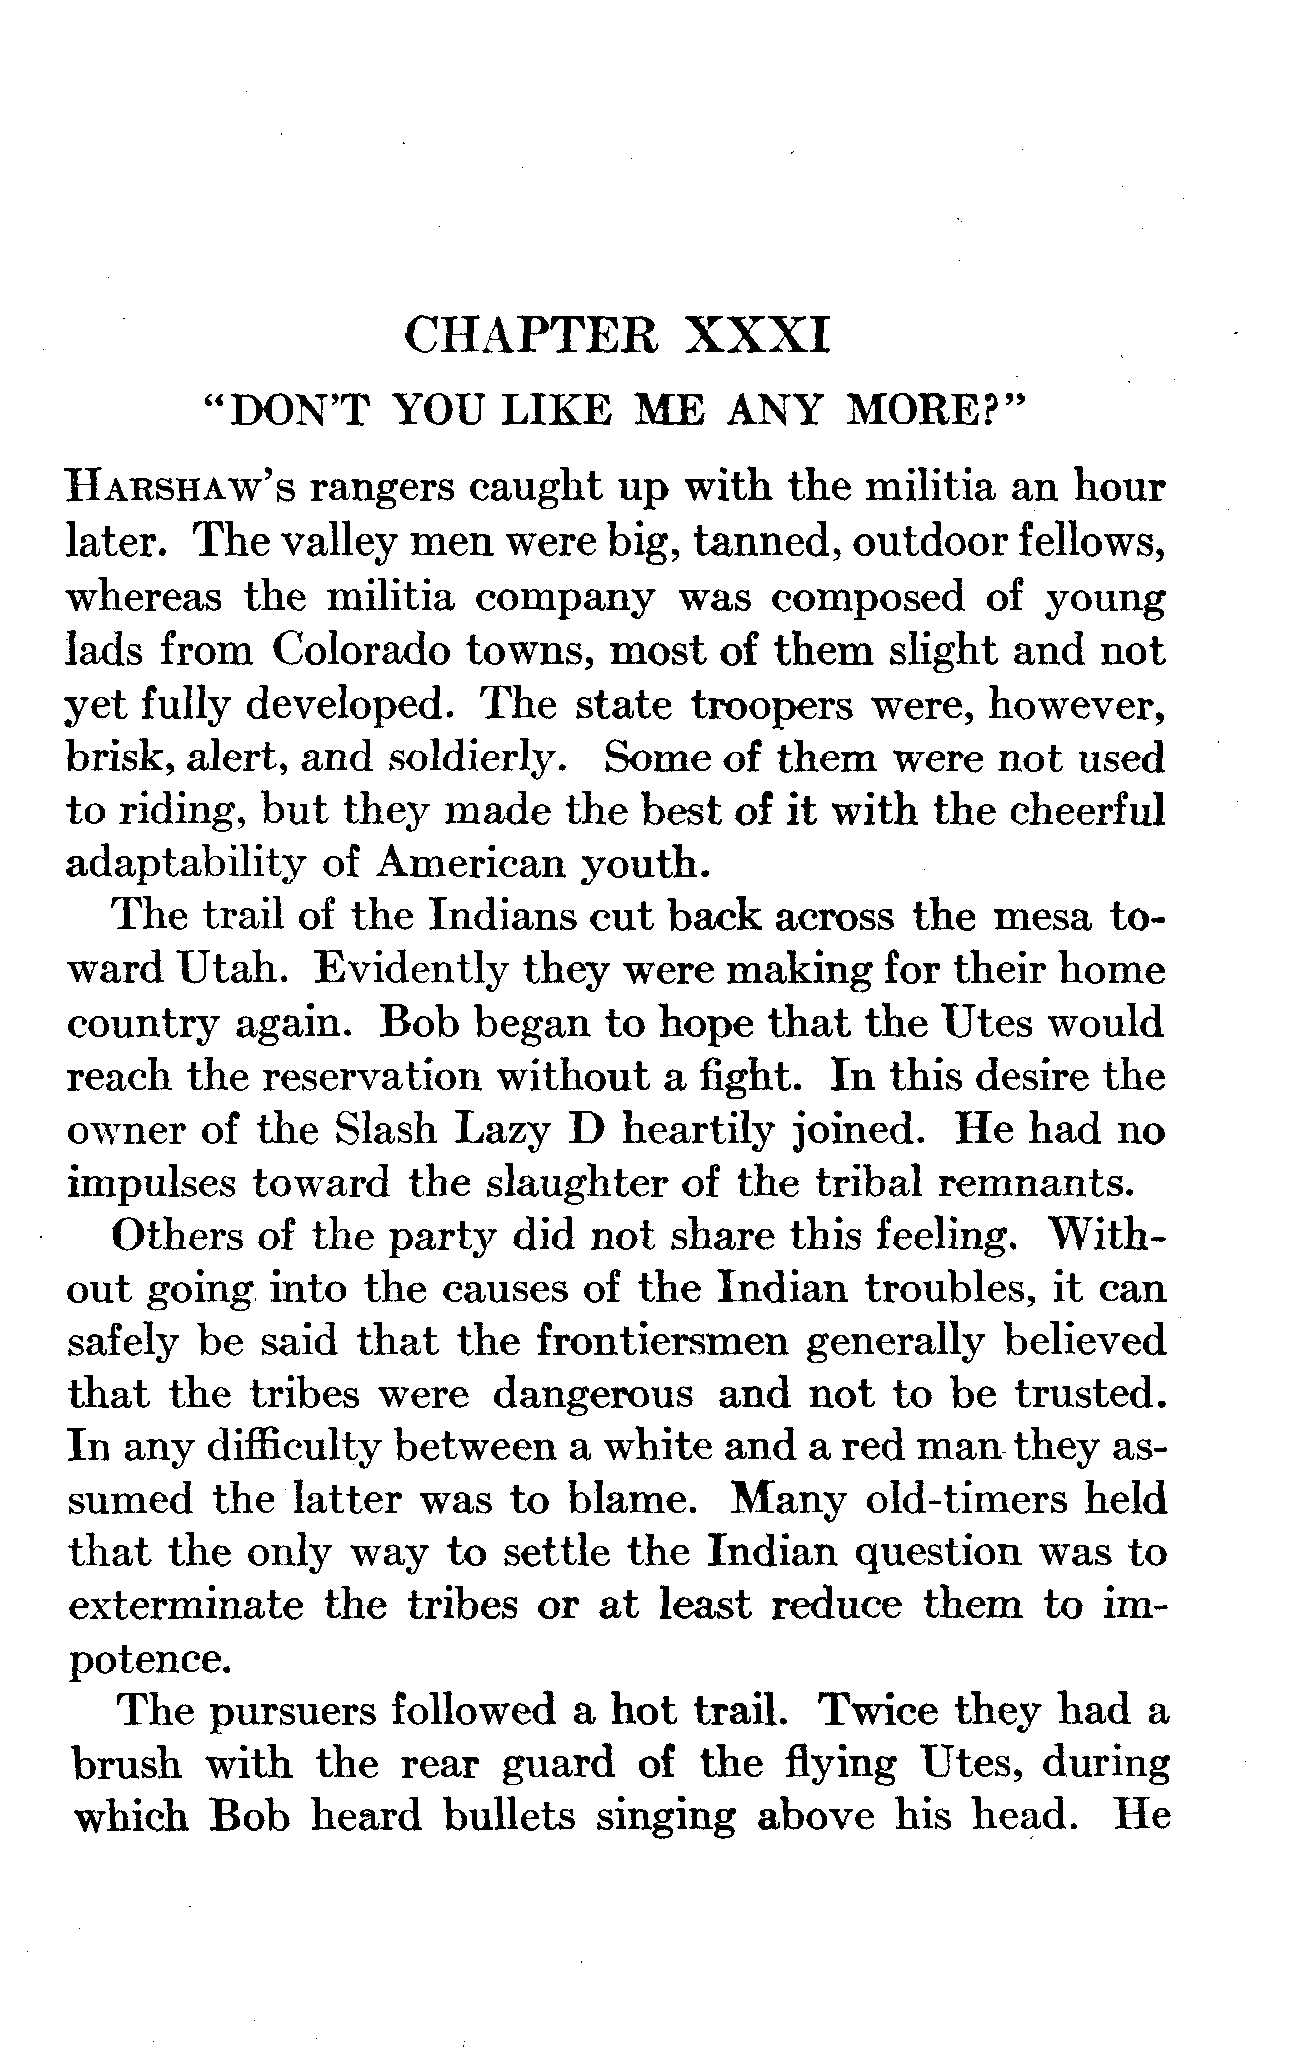 CHAPTER XXXI
"DON'T YOU LIKE ME ANY MORE?"
HARSHAW's rangers caught up with the militia an hour
later. The valley men were big, tanned, outdoor fellows,
whereas the militia company was composed of young
lads from Colorado towns, most of them slight and not
yet fully developed. The state troopers were, however,
brisk, alert, and soldierly. Some of them were not used
to riding, but they made the best of it with the cheerful
adaptability of American youth.
The trail of the Indians cut back across the mesa to-
ward Utah. Evidently they were making for their home
country again. Bob began to hope that the Utes would
reach the reservation without a fight. In this desire the
owner of the Slash Lazy D heartily joined. He had no
impulses toward the slaughter of the tribal remnants.
Others of the party did not share this feeling. With-
out going into the causes of the Indian troubles, it can
safely be said that the frontiersmen generally believed
that the tribes were dangerous and not to be trusted.
In any difficulty between a white and a red man they as-
sumed the latter was to blame. Many old-timers held
that the only way to settle the Indian question was to
exterminate the tribes or at least reduce them to im-
potence.
The pursuers followed a hot trail. Twice they had a
brush with the rear guard of the flying Utes, during
which Bob heard bullets singing above his head. He